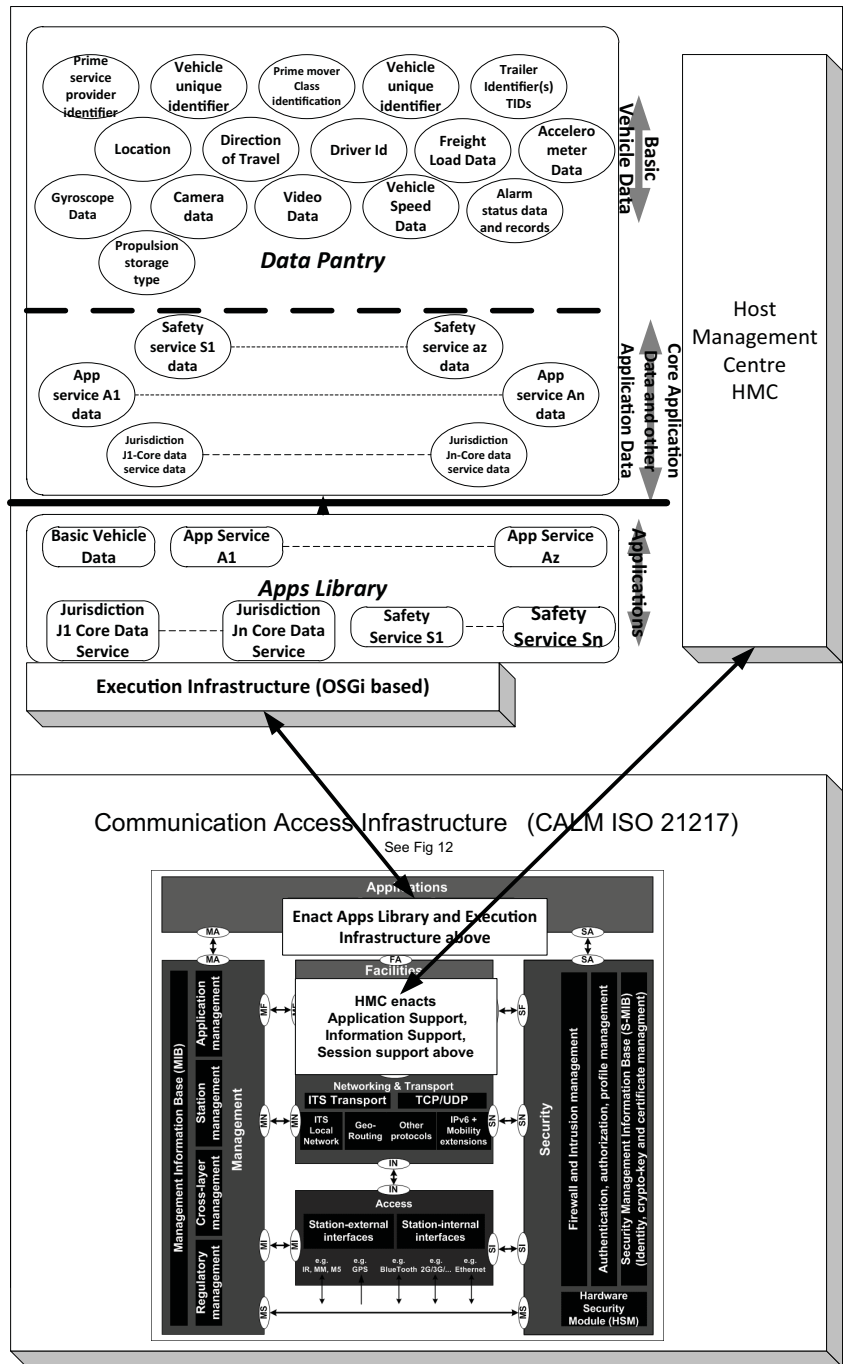 Prime
service
provider
identifier
Vehicle
unique
identifier
Prime mover
Class
identification
Vehicle
unique
identifier
Trailer
Identifier(s)
TIDs
Location
Direction
of Travel
Driver Id
Freight
Load Data
Accelero
meter
Data
Gyroscope
Data
Camera
data
Video
Data
Vehicle
Speed
Data
Alarm
status data
and records
Propulsion
storage
type
Data Pantry
Basic
Vehicle Data
Safety
service S1
data
Safety
service az
data
App
service A1
data
App
service An
data
Jurisdiction
J1-Core data
service data
Jurisdiction
Jn-Core data
service data
Core Application
Data and other
Application Data
Host
Management
Centre
HMC
Basic Vehicle
Data
App Service
A1
App Service
Az
Apps Library
Jurisdiction
J1 Core Data
Service
Jurisdiction
Jn Core Data
Service
Safety
Service S1
Safety
Service Sn
Applications
Execution Infrastructure (OSGi based)
Communication Access Infrastructure (CALM ISO 21217)
See Fig 12
Applications
Enact Apps Library and Execution
Infrastructure above
MA
MA
FA
SA
SA
Facilities
HMC enacts
Application Support,
Information Support,
Session support above
MF
MF
SF
Networking & Transport
ITS Transport
TCP/UDP
ITS
Local
Network
Geo-
Routing
Other
protocols
IPv6 +
Mobility
extensions
MN
MN
SN
SN
IN
IN
Access
Station-external
interfaces
Station-internal
interfaces
MI
MI
SI
SI
e.g.
IR, MM, M5
e.g.
GPS
e.g.
BlueTooth
e.g.
2G/3G/...
e.g.
Ethernet
MS
MS
Management Information Base (MIB)
Application
management
Station
management
Cross-layer
management
Regulatory
management
Management
Security
Firewall and Intrusion management
Authentication, authorization, profile management
Security Management Information Base (S-MIB)
(Identity, crypto-key and certificate managment)
Hardware
Security
Module (HSM)